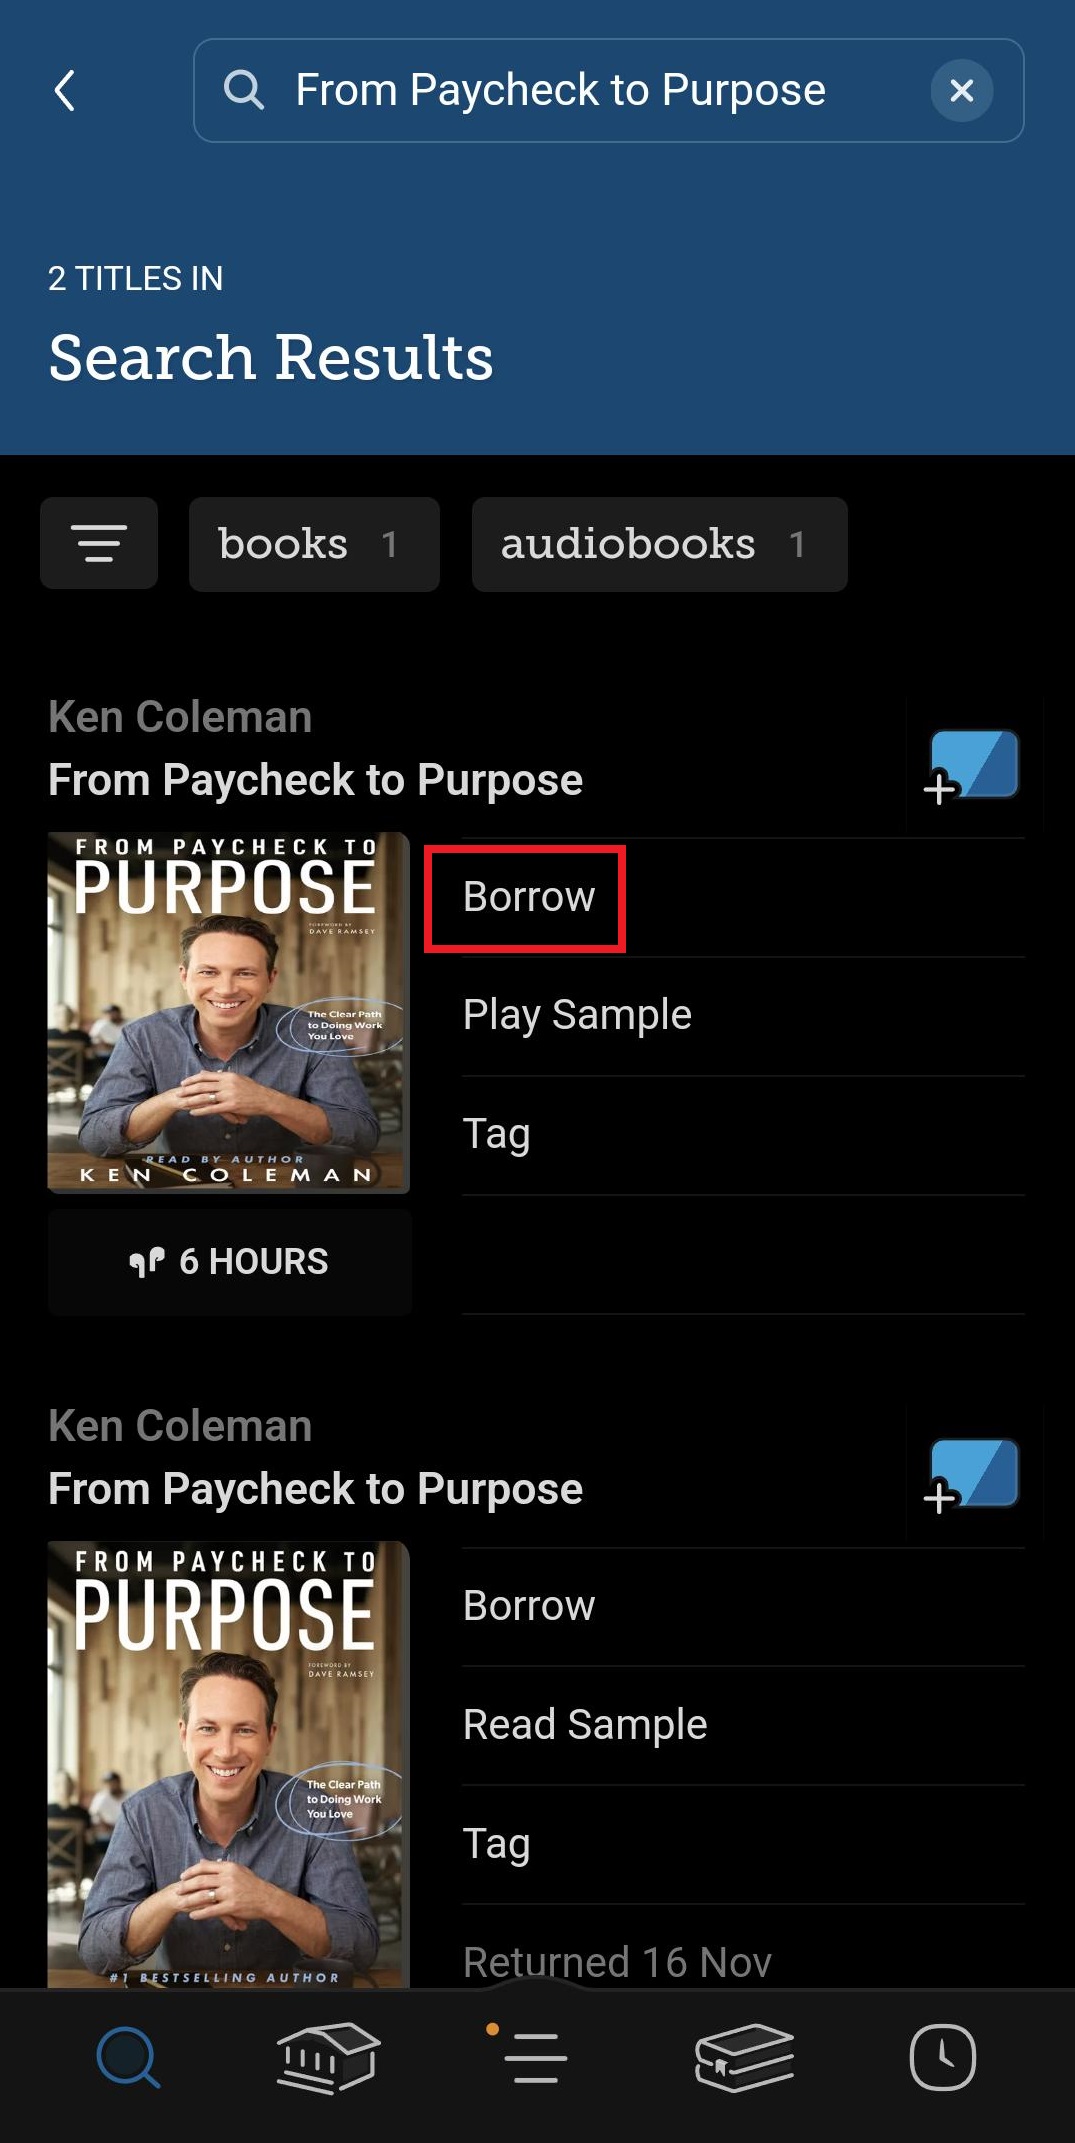 From Paycheck to Purpose
2 TITLES IN
Search Results
books 1
audiobooks 1
Ken Coleman
From Paycheck to Purpose
FROM PAYCHECK TO
PURPOSE
FOREWORD BY
DAVE RAMSEY
The Clear Path
to Doing Work
You Love
READ BY AUTHOR
KEN COLEMAN
Borrow
Play Sample
Tag
6 HOURS
Ken Coleman
From Paycheck to Purpose
FROM PAYCHECK TO
PURPOSE
FOREWORD BY
DAVE RAMSEY
The Clear Path
to Doing Work
You Love
#1 BESTSELLING AUTHOR
Borrow
Read Sample
Tag
Returned 16 Nov